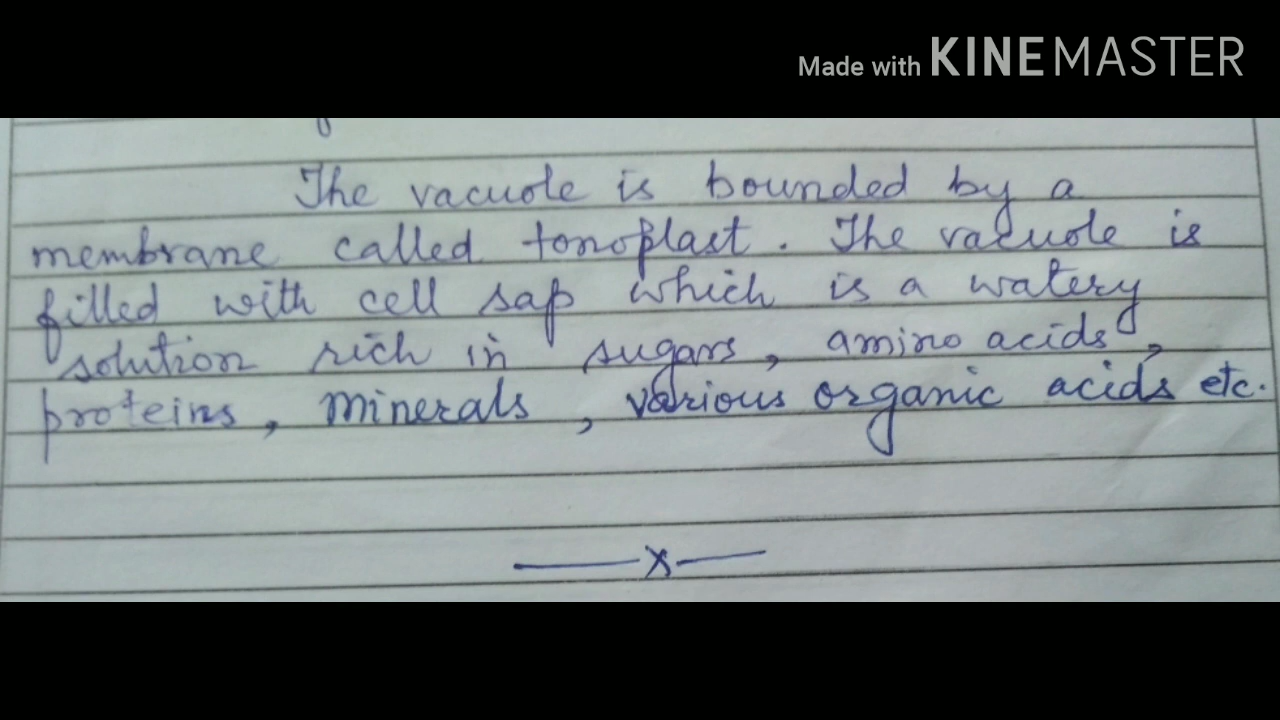 Made with KINEMASTER
The vacuole is bounded by a
membrane called tonoplast. The vacuole is
filled with cell sap which is a watery
solution rich in sugars, amino acids,
proteins, minerals, various organic acids etc.
x